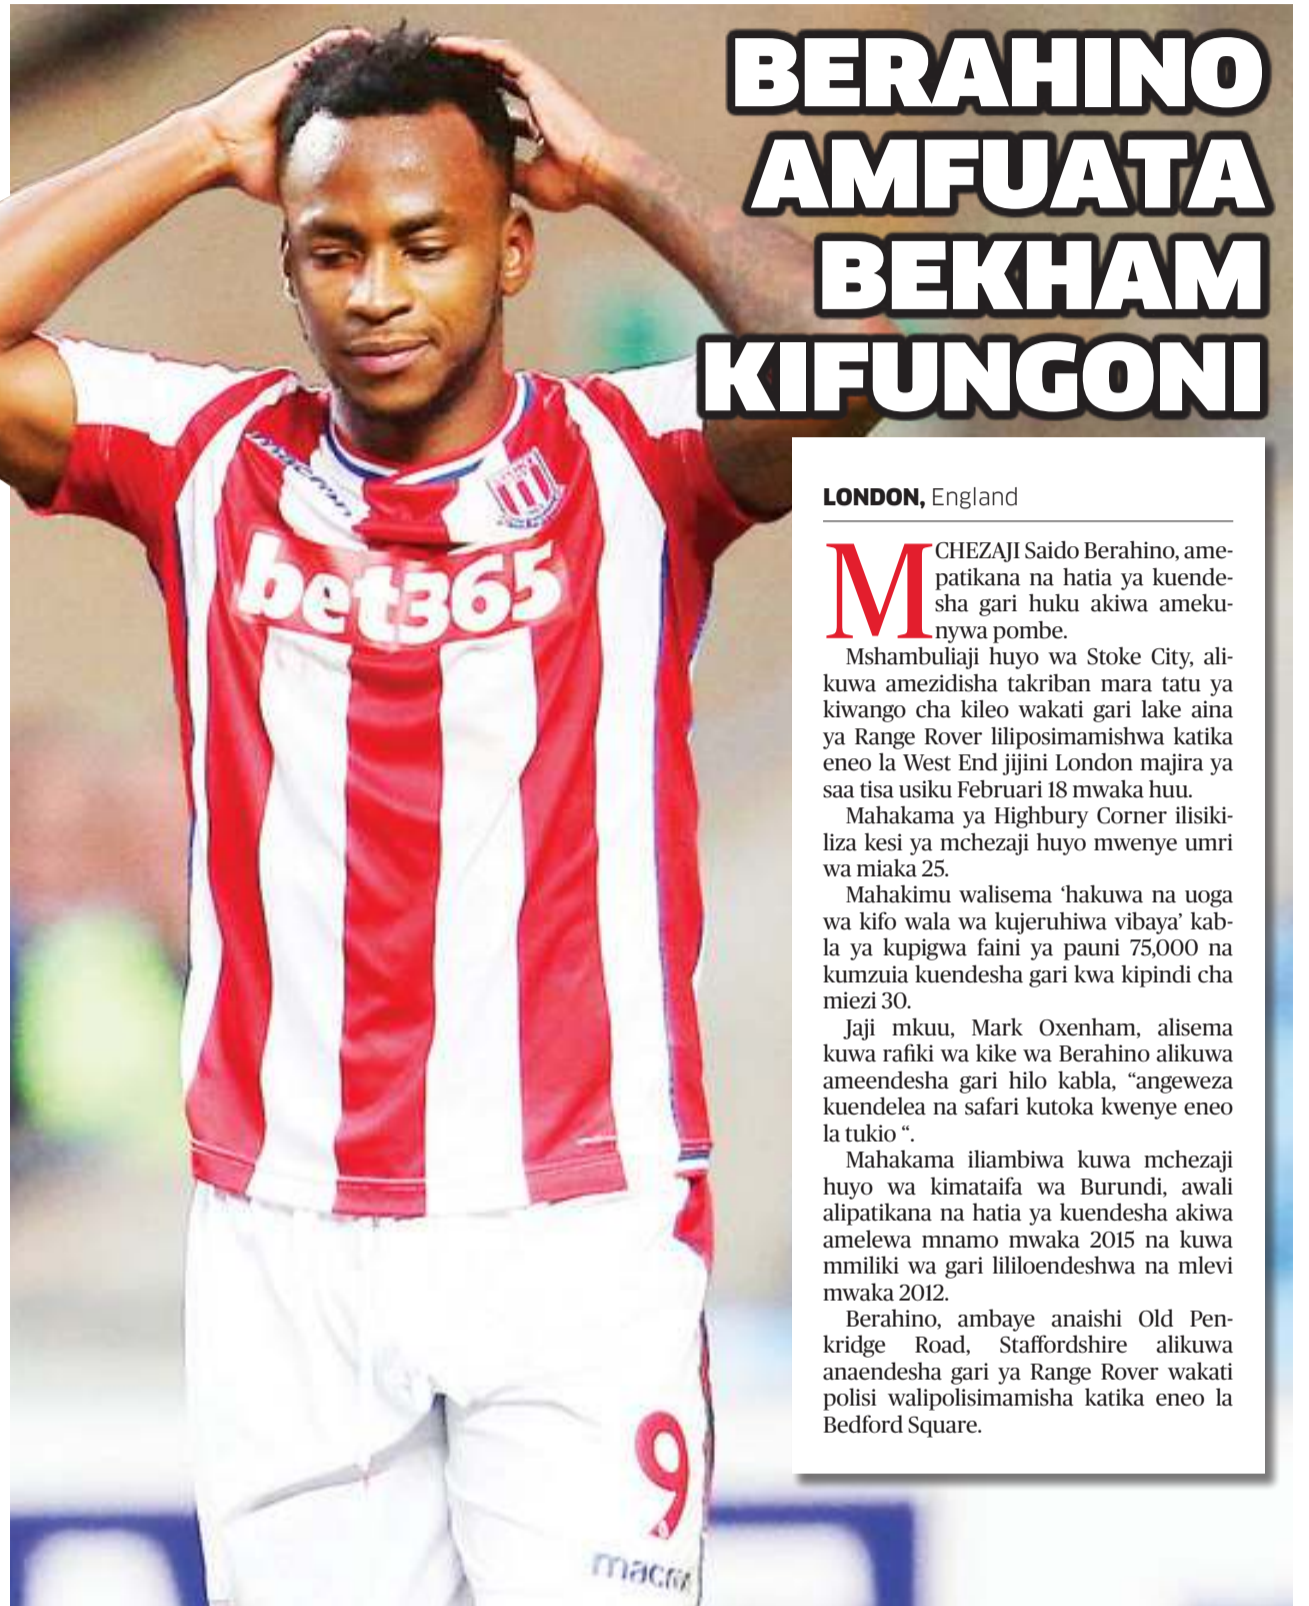 BERAHINO
AMFUATA
BEKHAM
KIFUNGONI
LONDON, England
MCHEZAJI Saido Berahino, ame-
patikana na hatia ya kuende-
sha gari huku akiwa ameku-
nywa pombe.
Mshambuliaji huyo wa Stoke City, ali-
kuwa amezidisha takriban mara tatu ya
kiwango cha kileo wakati gari lake aina
ya Range Rover liliposimamishwa katika
eneo la West End jijini London majira ya
saa tisa usiku Februari 18 mwaka huu.
Mahakama ya Highbury Corner ilisiki-
liza kesi ya mchezaji huyo mwenye umri
wa miaka 25.
Mahakimu walisema ‘hakuwa na uoga
wa kifo wala wa kujeruhiwa vibaya’ kab-
la ya kupigwa faini ya pauni 75,000 na
kumzuia kuendesha gari kwa kipindi cha
miezi 30.
Jaji mkuu, Mark Oxenham, alisema
kuwa rafiki wa kike wa Berahino alikuwa
ameendesha gari hilo kabla, “angeweza
kuendelea na safari kutoka kwenye eneo
la tukio “.
Mahakama iliambiwa kuwa mchezaji
huyo wa kimataifa wa Burundi, awali
alipatikana na hatia ya kuendesha akiwa
amelewa mnamo mwaka 2015 na kuwa
mmiliki wa gari lililoendeshwa na mlevi
mwaka 2012.
Berahino, ambaye anaishi Old Pen-
kridge Road, Staffordshire alikuwa
anaendesha gari ya Range Rover wakati
polisi walipolisimamisha katika eneo la
Bedford Square.
macron
bet365
9
macron